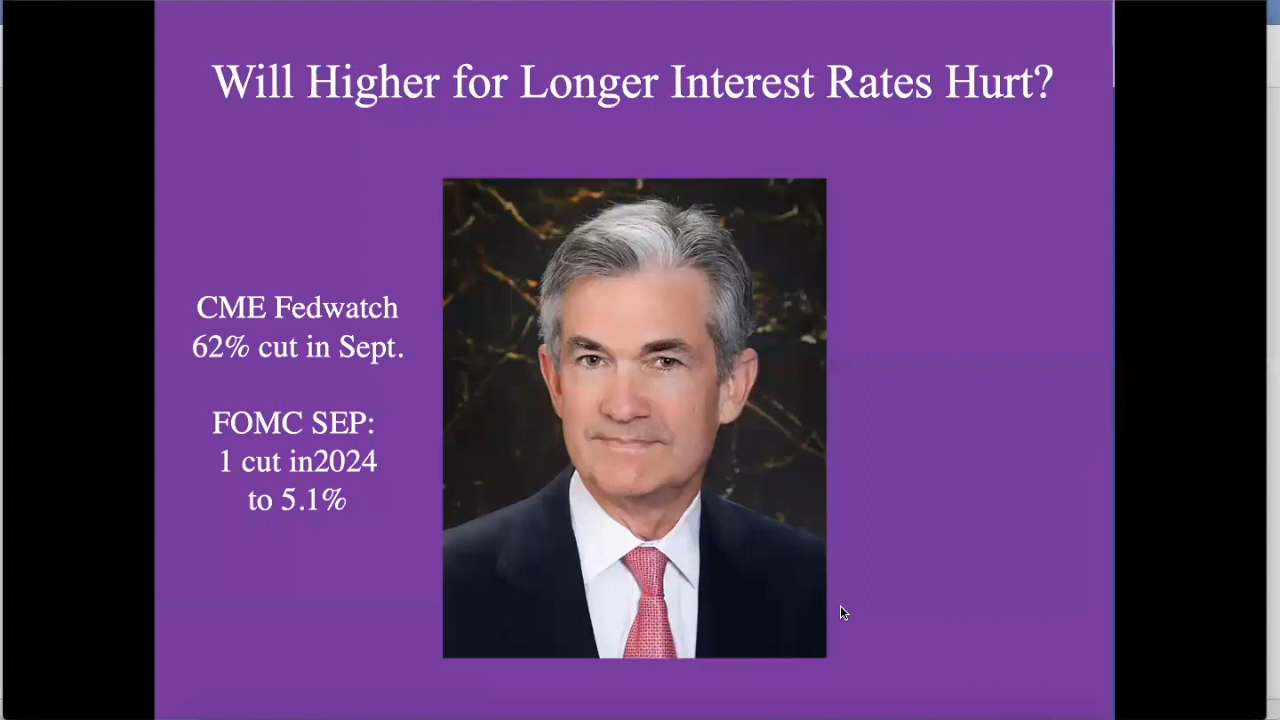 Will Higher for Longer Interest Rates Hurt?
CME Fedwatch
62% cut in Sept.
FOMC SEP:
1 cut in2024
to 5.1%